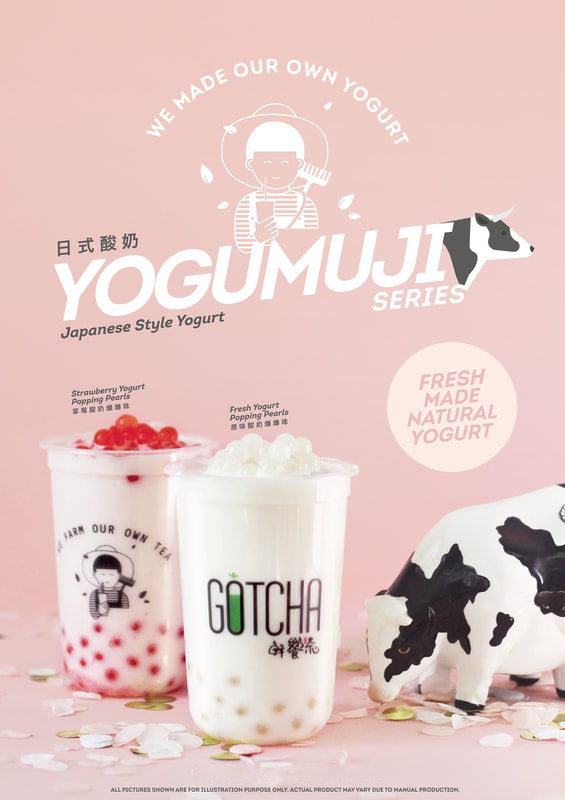 WE MADE OUR OWN YOGURT
日式酸奶
YOGUMUJI
SERIES
Japanese Style Yogurt
FRESH
MADE
NATURAL
YOGURT
Strawberry Yogurt
Popping Pearls
草莓酸奶爆爆珠
Fresh Yogurt
Popping Pearls
原味酸奶爆爆珠
FARM OUR OWN TEA
GOTCHA
鮮饗茶
ALL PICTURES SHOWN ARE FOR ILLUSTRATION PURPOSE ONLY. ACTUAL PRODUCT MAY VARY DUE TO MANUAL PRODUCTION.